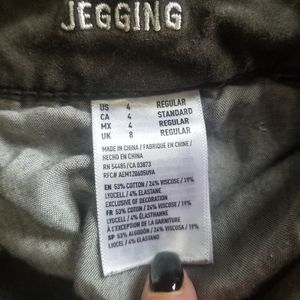 JEGGING
US 4 REGULAR
CA 4 STANDARD
MX 4 REGULAR
UK 8 REGULAR
MADE IN CHINA / FABRIQUÉ EN CHINE /
HECHO EN CHINA
RN 54485/CA 03873
RFC# AEM120605U9A
EN 53% COTTON / 24% VISCOSE / 19%
LYOCELL / 4% ELASTANE
EXCLUSIVE OF DECORATION
FR 53% COTON / 24% VISCOSE / 19%
LYOCELL / 4% ÉLASTHANNE
À L'EXCEPTION DE LA GARNITURE
SP 53% ALGODÓN / 24% VISCOSA / 19%
LYOCEL / 4% ELASTANO